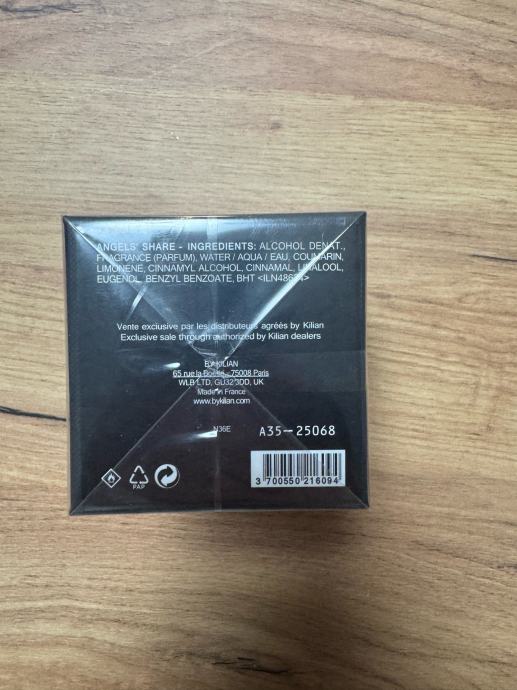 ANGELS' SHARE - INGREDIENTS: ALCOHOL DENAT.,
FRAGRANCE (PARFUM), WATER / AQUA / EAU, COUMARIN,
LIMONENE, CINNAMYL ALCOHOL, CINNAMAL, LINALOOL,
EUGENOL, BENZYL BENZOATE, BHT
Vente exclusive par les distributeurs agréés by Kilian
Exclusive sale through authorized by Kilian dealers
BY KILIAN
65 rue la Boétie - 75008 Paris
WLB LTD, GU32 3DD, UK
Made in France
www.bykilian.com
N36E
A35-25068
PAP
3 700550 216094